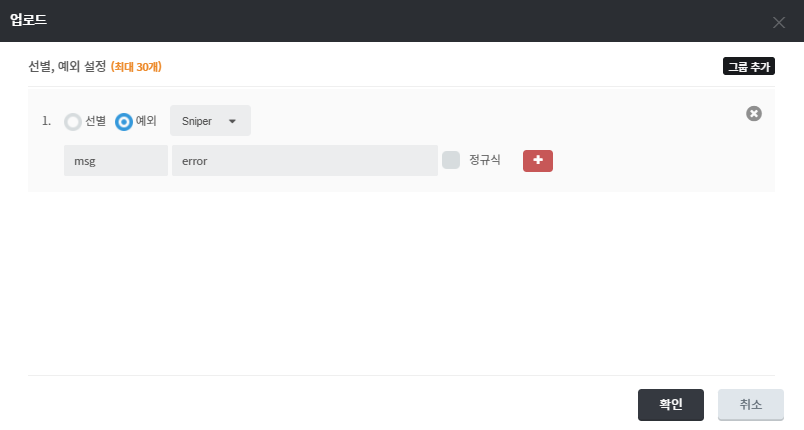 업로드
선별, 예외 설정 (최대 30개)
그룹 추가
1. 선별 예외 Sniper
msg error 정규식
확인 취소